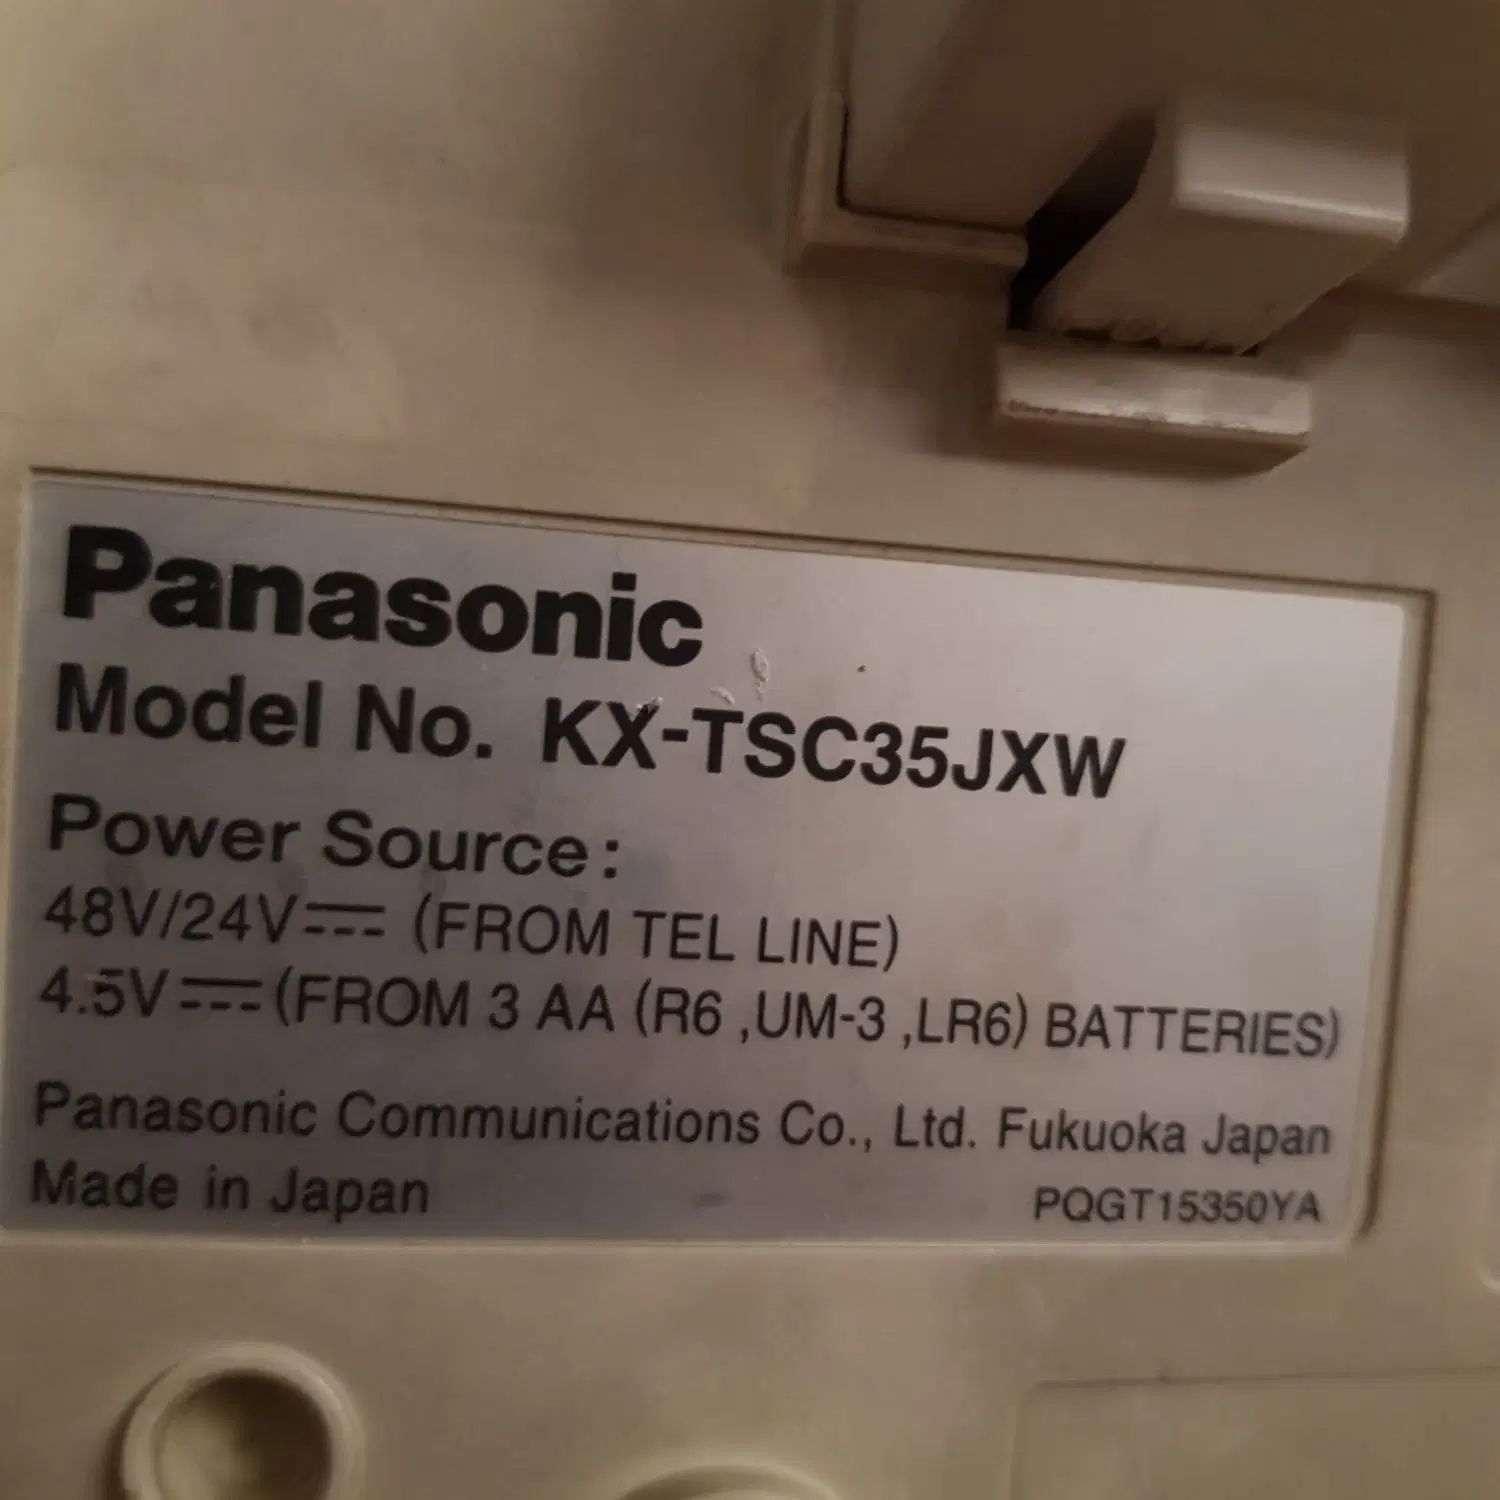 Panasonic
Model No. KX-TSC35JXW
Power Source:
48V/24V⎓ (FROM TEL LINE)
4.5V⎓(FROM 3 AA (R6 ,UM-3 ,LR6) BATTERIES)
Panasonic Communications Co., Ltd. Fukuoka Japan
Made in Japan
PQGT15350YA